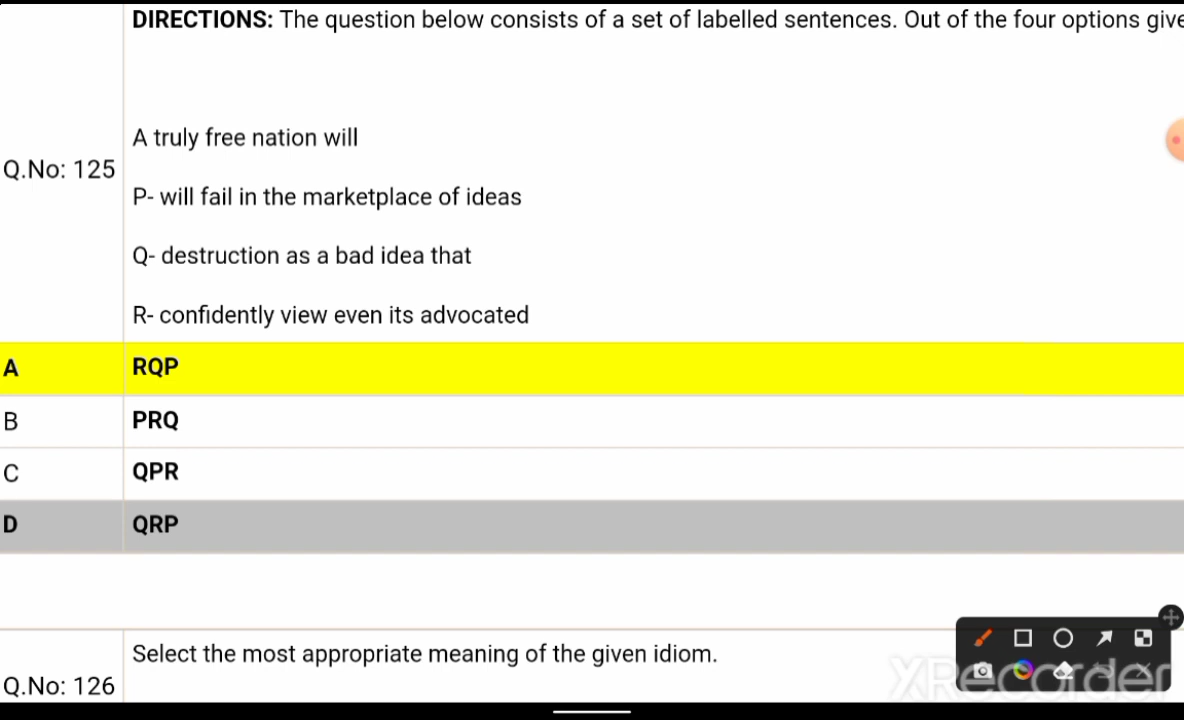 DIRECTIONS: The question below consists of a set of labelled sentences. Out of the four options give
A truly free nation will
Q.No: 125
P- will fail in the marketplace of ideas
Q- destruction as a bad idea that
R- confidently view even its advocated
A RQP
B PRQ
C QPR
D QRP
Select the most appropriate meaning of the given idiom.
Q.No: 126
XRecorder